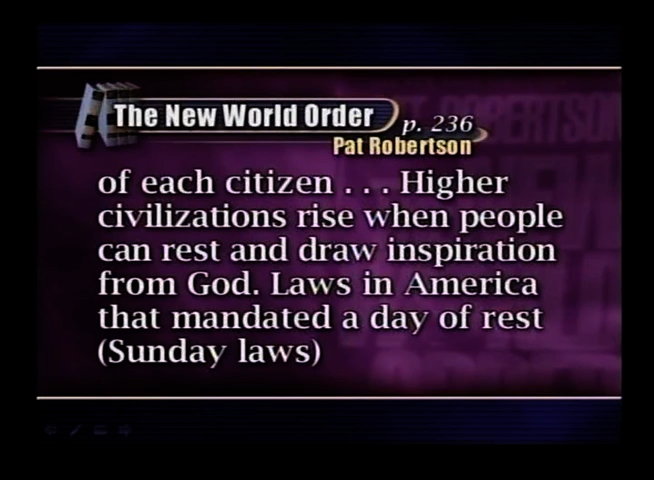 The New World Order p. 236
Pat Robertson
of each citizen . . . Higher
civilizations rise when people
can rest and draw inspiration
from God. Laws in America
that mandated a day of rest
(Sunday laws)